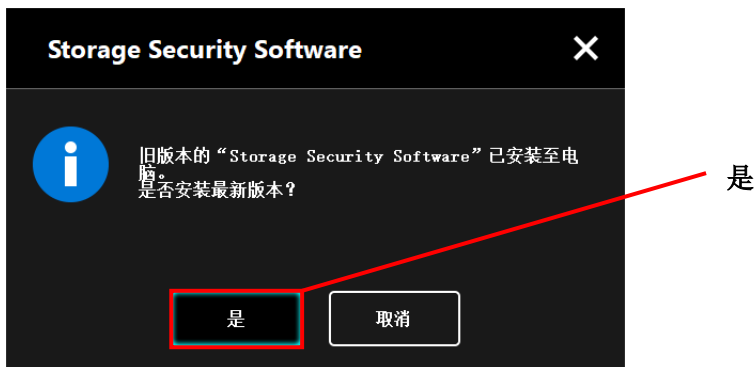 Storage Security Software
旧版本的“Storage Security Software”已安装至电
脑。
是否安装最新版本?
是
是
取消